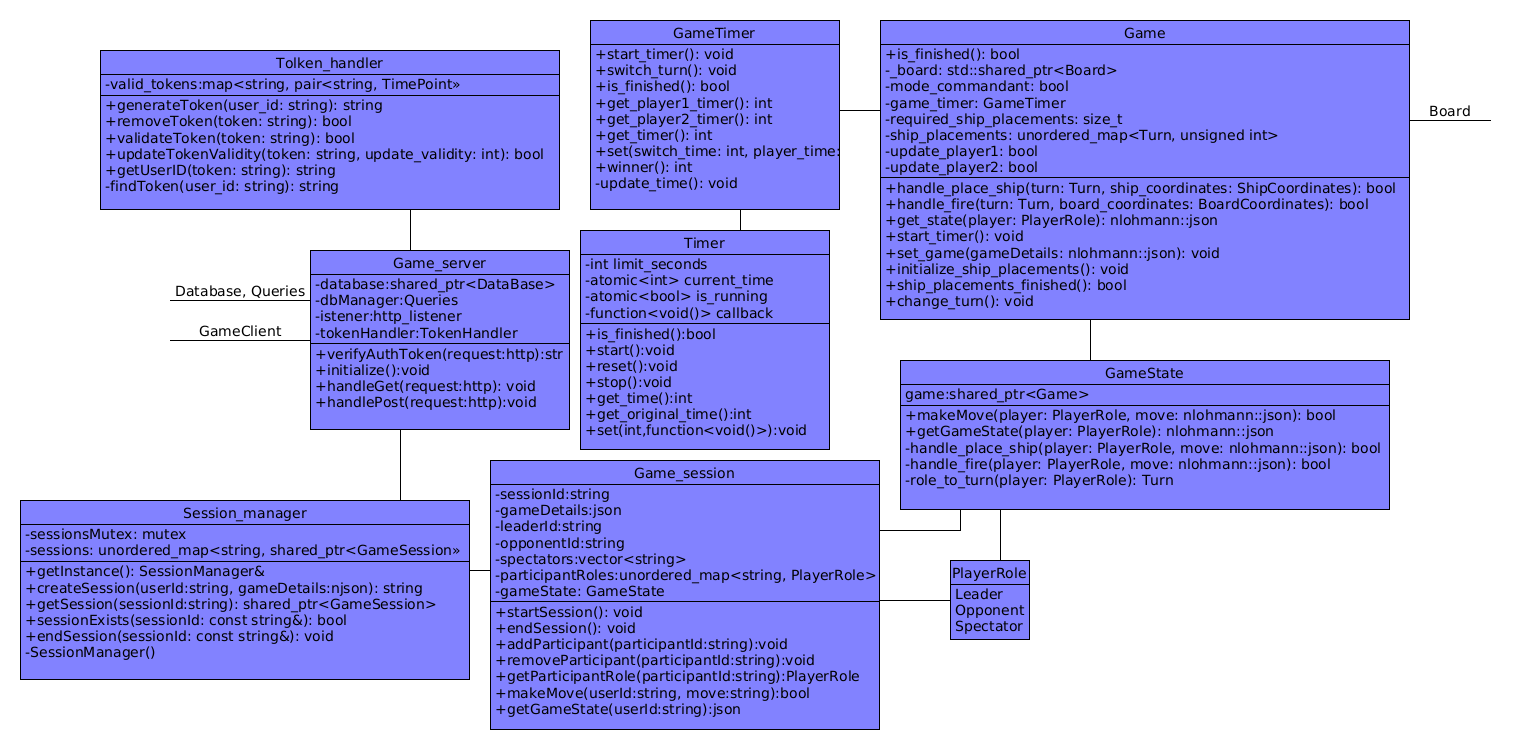 Tolken_handler
-valid_tokens:map<string, pair<string, TimePoint»
+generateToken(user_id: string): string
+removeToken(token: string): bool
+validateToken(token: string): bool
+updateTokenValidity(token: string, update_validity: int): bool
+getUserID(token: string): string
-findToken(user_id: string): string
GameTimer
+start_timer(): void
+switch_turn(): void
+is_finished(): bool
+get_player1_timer(): int
+get_player2_timer(): int
+get_timer(): int
+set(switch_time: int, player_time:
+winner(): int
-update_time(): void
Game
+is_finished(): bool
-_board: std::shared_ptr<Board>
-mode_commandant: bool
-game_timer: GameTimer
-required_ship_placements: size_t
-ship_placements: unordered_map<Turn, unsigned int>
-update_player1: bool
-update_player2: bool
+handle_place_ship(turn: Turn, ship_coordinates: ShipCoordinates): bool
+handle_fire(turn: Turn, board_coordinates: BoardCoordinates): bool
+get_state(player: PlayerRole): nlohmann::json
+start_timer(): void
+set_game(gameDetails: nlohmann::json): void
+initialize_ship_placements(): void
+ship_placements_finished(): bool
+change_turn(): void
Board
Database, Queries
GameClient
Game_server
-database:shared_ptr<DataBase>
-dbManager:Queries
-istener:http_listener
-tokenHandler:TokenHandler
+verifyAuthToken(request:http):str
+initialize():void
+handleGet(request:http): void
+handlePost(request:http):void
Timer
-int limit_seconds
-atomic<int> current_time
-atomic<bool> is_running
-function<void()> callback
+is_finished():bool
+start():void
+reset():void
+stop():void
+get_time():int
+get_original_time():int
+set(int,function<void()>):void
GameState
game:shared_ptr<Game>
+makeMove(player: PlayerRole, move: nlohmann::json): bool
+getGameState(player: PlayerRole): nlohmann::json
-handle_place_ship(player: PlayerRole, move: nlohmann::json): bool
-handle_fire(player: PlayerRole, move: nlohmann::json): bool
-role_to_turn(player: PlayerRole): Turn
Session_manager
-sessionsMutex: mutex
-sessions: unordered_map<string, shared_ptr<GameSession»
+getInstance(): SessionManager&
+createSession(userId:string, gameDetails:njson): string
+getSession(sessionId:string): shared_ptr<GameSession>
+sessionExists(sessionId: const string&): bool
+endSession(sessionId: const string&): void
-SessionManager()
Game_session
-sessionId:string
-gameDetails:json
-leaderId:string
-opponentId:string
-spectators:vector<string>
-participantRoles:unordered_map<string, PlayerRole>
-gameState: GameState
+startSession(): void
+endSession(): void
+addParticipant(participantId:string):void
+removeParticipant(participantId:string):void
+getParticipantRole(participantId:string):PlayerRole
+makeMove(userId:string, move:string):bool
+getGameState(userId:string):json
PlayerRole
Leader
Opponent
Spectator